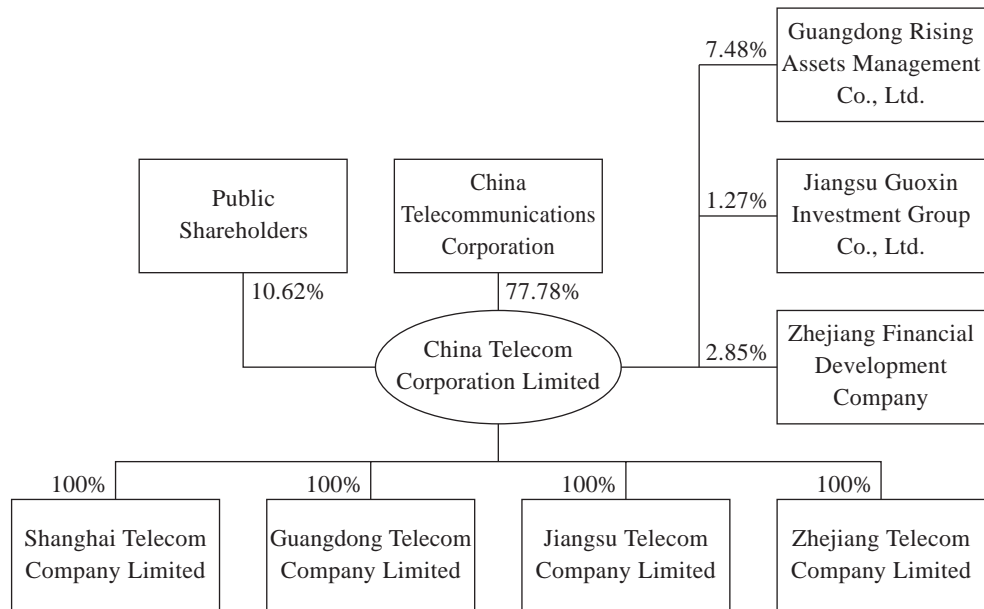 7.48%
Guangdong Rising
Assets Management
Co., Ltd.
Public
Shareholders
China
Telecommunications
Corporation
1.27%
Jiangsu Guoxin
Investment Group
Co., Ltd.
10.62%
77.78%
China Telecom
Corporation Limited
2.85%
Zhejiang Financial
Development
Company
100%
Shanghai Telecom
Company Limited
100%
Guangdong Telecom
Company Limited
100%
Jiangsu Telecom
Company Limited
100%
Zhejiang Telecom
Company Limited